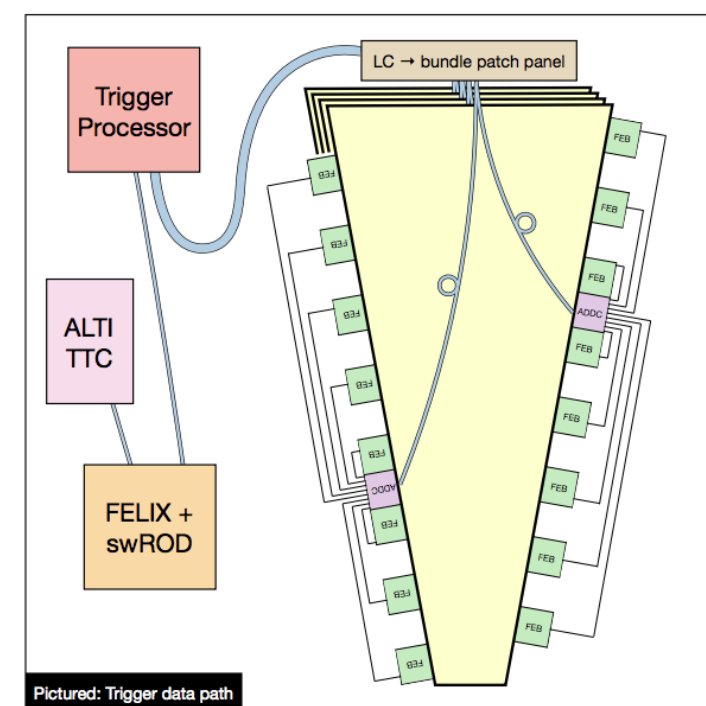 LC → bundle patch panel
Trigger
Processor
ALTI
TTC
FELIX +
swROD
FEB
FEB
FEB
FEB
FEB
ADDC
FEB
FEB
FEB
FEB
FEB
FEB
ADDC
FEB
FEB
FEB
FEB
FEB
Pictured: Trigger data path